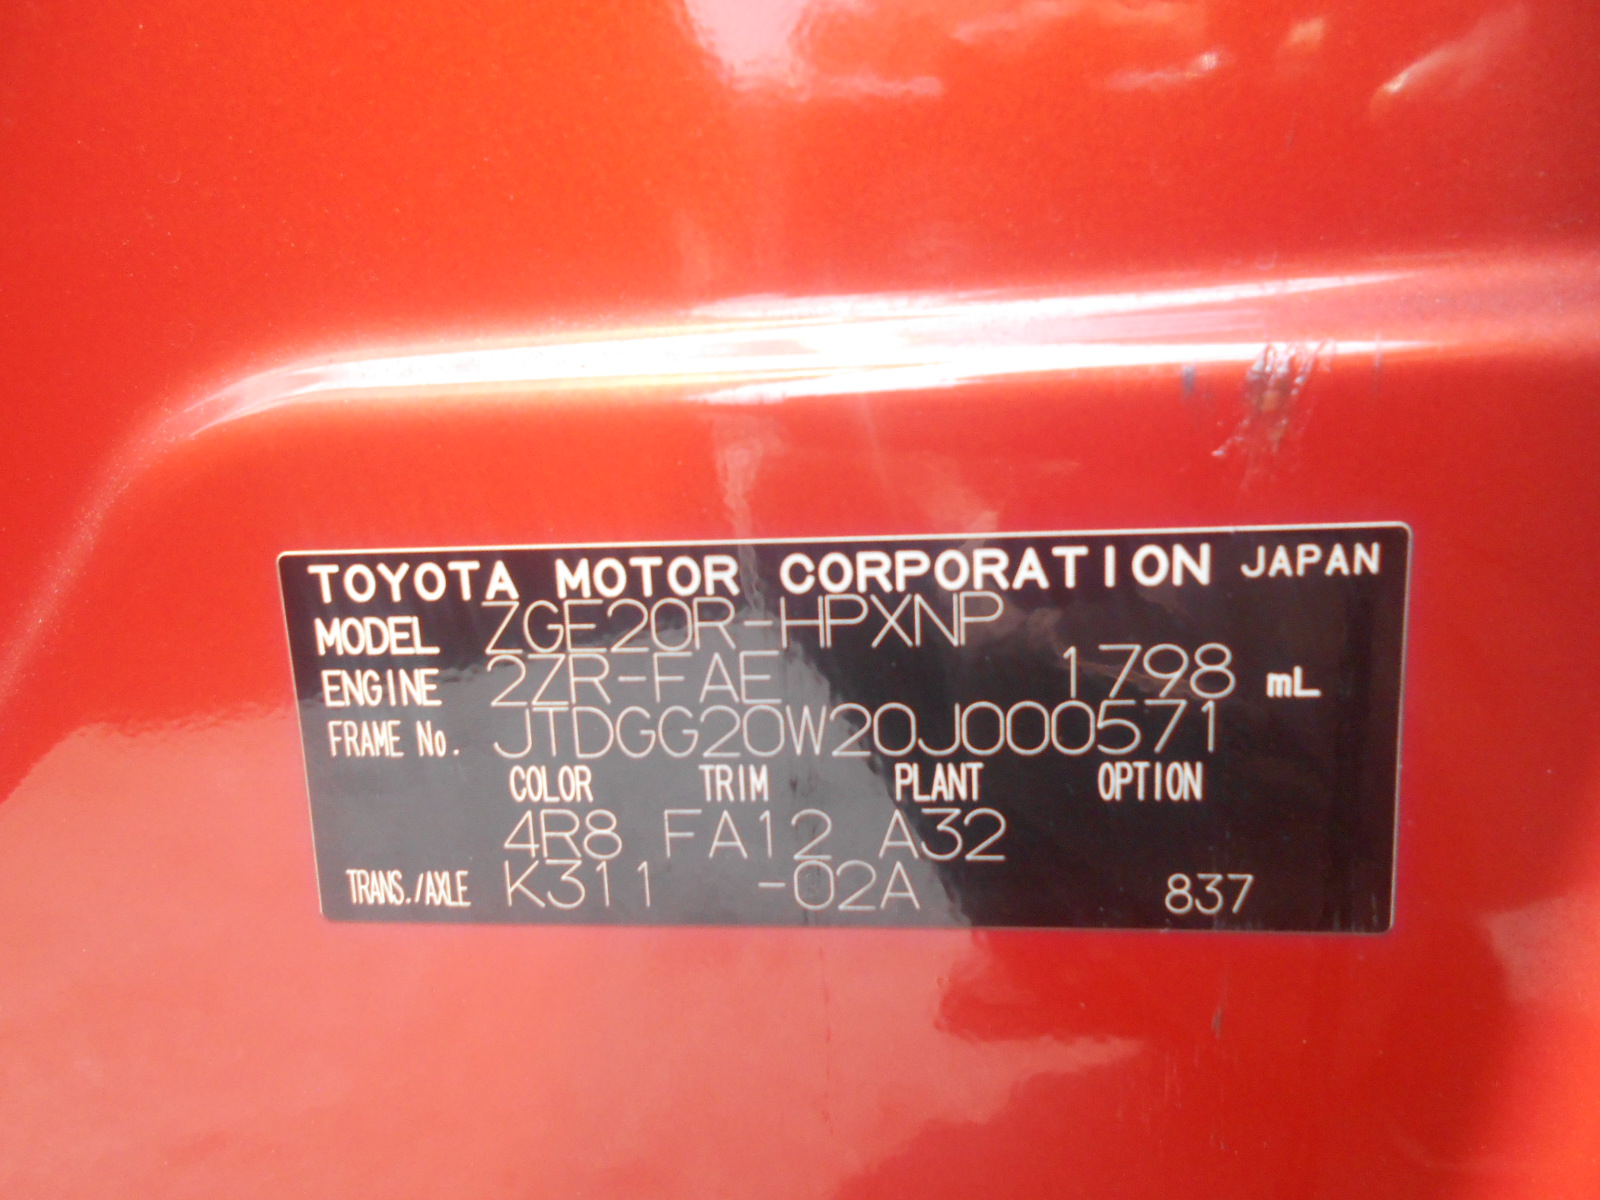 TOYOTA MOTOR CORPORATION JAPAN
MODEL ZGE20R-HPXNP
ENGINE 2ZR-FAE 1798 mL
FRAME No. JTDGG20W20J000571
COLOR TRIM PLANT OPTION
4R8 FA12 A32
TRANS./AXLE K311 -02A 837